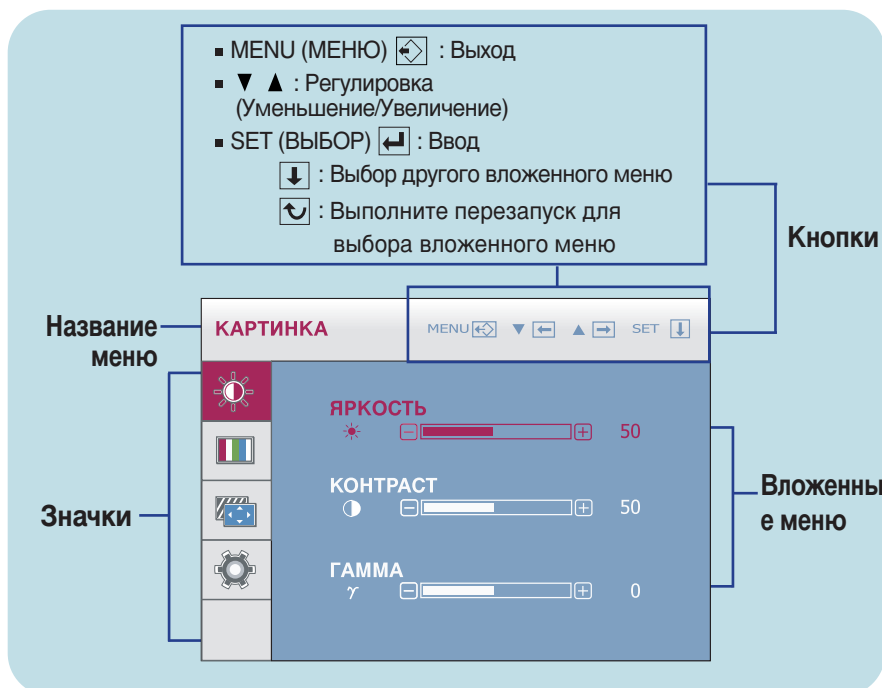 MENU (МЕНЮ) : Выход
▼ ▲ : Регулировка
(Уменьшение/Увеличение)
SET (ВЫБОР) : Ввод
: Выбор другого вложенного меню
: Выполните перезапуск для
выбора вложенного меню
Кнопки
Название
меню
КАРТИНКА
MENU ▼ ▲ SET
Значки
ЯРКОСТЬ
50
КОНТРАСТ
50
ГАММА
γ 0
Вложенны
е меню